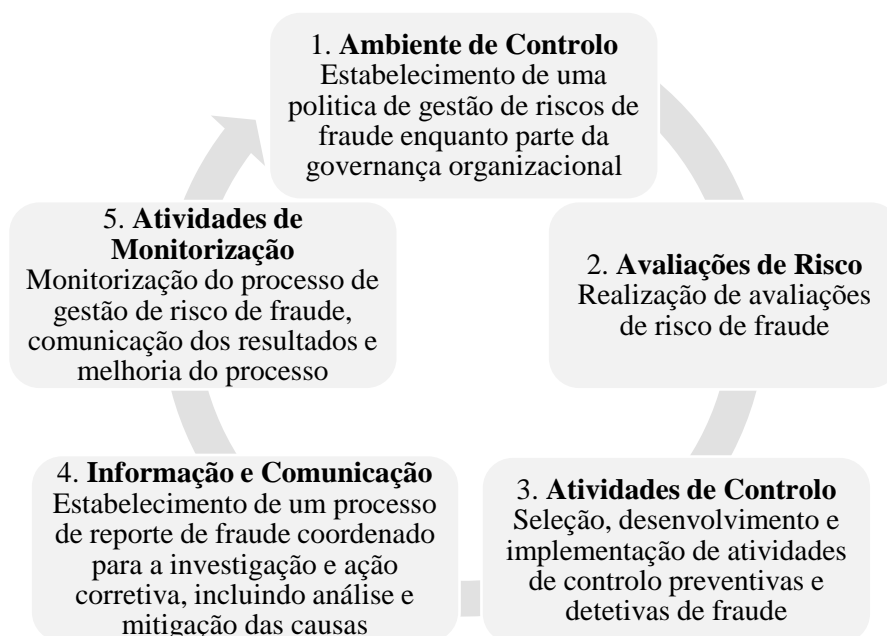 1. Ambiente de Controlo
Estabelecimento de uma
politica de gestão de riscos de
fraude enquanto parte da
governança organizacional
2. Avaliações de Risco
Realização de avaliações
de risco de fraude
3. Atividades de Controlo
Seleção, desenvolvimento e
implementação de atividades
de controlo preventivas e
detetivas de fraude
4. Informação e Comunicação
Estabelecimento de um processo
de reporte de fraude coordenado
para a investigação e ação
corretiva, incluindo análise e
mitigação das causas
5. Atividades de
Monitorização
Monitorização do processo de
gestão de risco de fraude,
comunicação dos resultados e
melhoria do processo